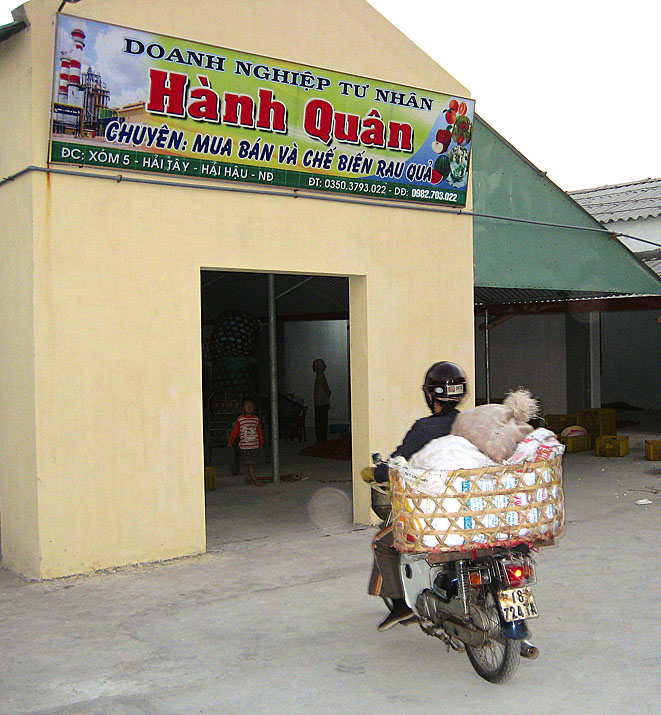 DOANH NGHIỆP TƯ NHÂN
Hành Quân
CHUYÊN: MUA BÁN VÀ CHẾ BIẾN RAU QUẢ
ĐC: XÓM 5 - HẢI TÂY - HẢI HẬU - NĐ ĐT: 0350.3793.022 - DĐ: 0982.703.022
18
724 TA